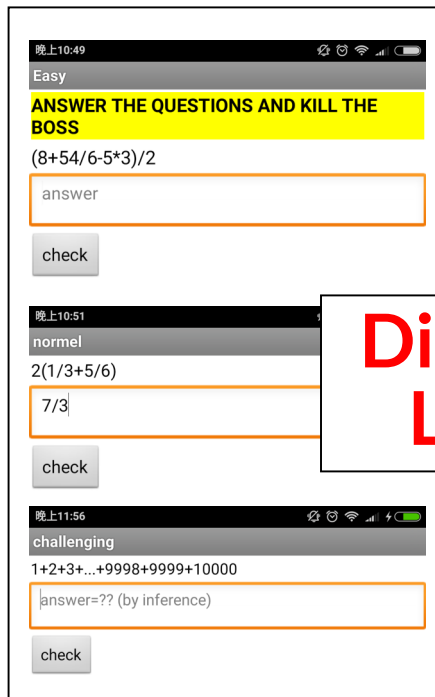 晚上10:49
Easy
ANSWER THE QUESTIONS AND KILL THE
BOSS
(8+54/6-5*3)/2
answer
check
晚上10:51
normel
2(1/3+5/6)
7/3
check
Di
L
晚上11:56
challenging
1+2+3+...+9998+9999+10000
answer=?? (by inference)
check